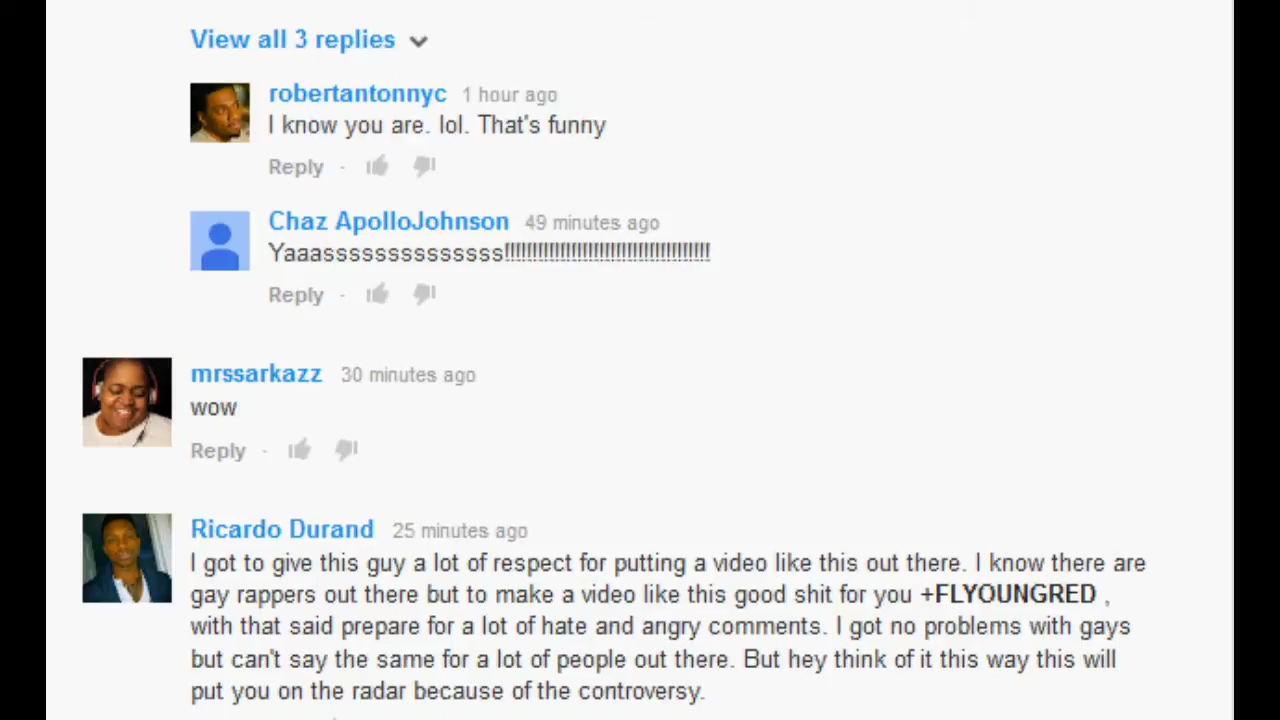 View all 3 replies
robertantonnyc 1 hour ago
I know you are. lol. That's funny
Reply ·
Chaz ApolloJohnson 49 minutes ago
Yaaassssssssssssss!!!!!!!!!!!!!!!!!!!!!!!!!!!!!!!!!!!!!
Reply ·
mrssarkazz 30 minutes ago
wow
Reply ·
Ricardo Durand 25 minutes ago
I got to give this guy a lot of respect for putting a video like this out there. I know there are
gay rappers out there but to make a video like this good shit for you +FLYOUNGRED ,
with that said prepare for a lot of hate and angry comments. I got no problems with gays
but can't say the same for a lot of people out there. But hey think of it this way this will
put you on the radar because of the controversy.